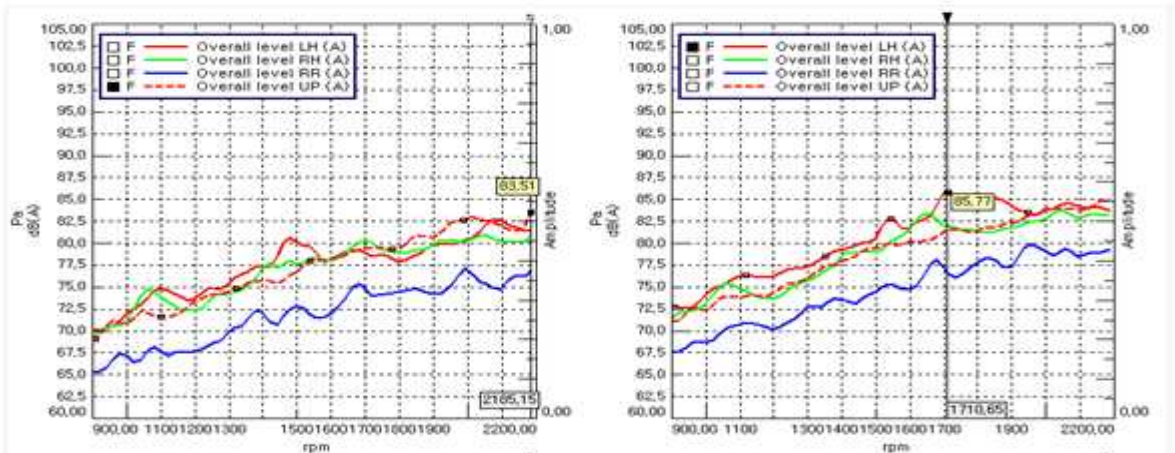 105,00
102,5
100,0
97,5
95,0
92,5
90,0
87,5
85,0
82,5
80,0
77,5
75,0
72,5
70,0
67,5
65,0
62,5
60,00
Pa
dB(A)
F Overall level LH (A)
F Overall level RH (A)
F Overall level RR (A)
F Overall level UP (A)
83,51
2185,15
1,00
Amplitude
0,00
900,00 1100 1300 1500 1700 1900 2200,00
rpm
105,00
102,5
100,0
97,5
95,0
92,5
90,0
87,5
85,0
82,5
80,0
77,5
75,0
72,5
70,0
67,5
65,0
62,5
60,00
Pa
dB(A)
F Overall level LH (A)
F Overall level RH (A)
F Overall level RR (A)
F Overall level UP (A)
85,77
1710,65
1,00
Amplitude
0,00
900,00 1100 1300 1400 1500 1600 1700 1900 2200,00
rpm